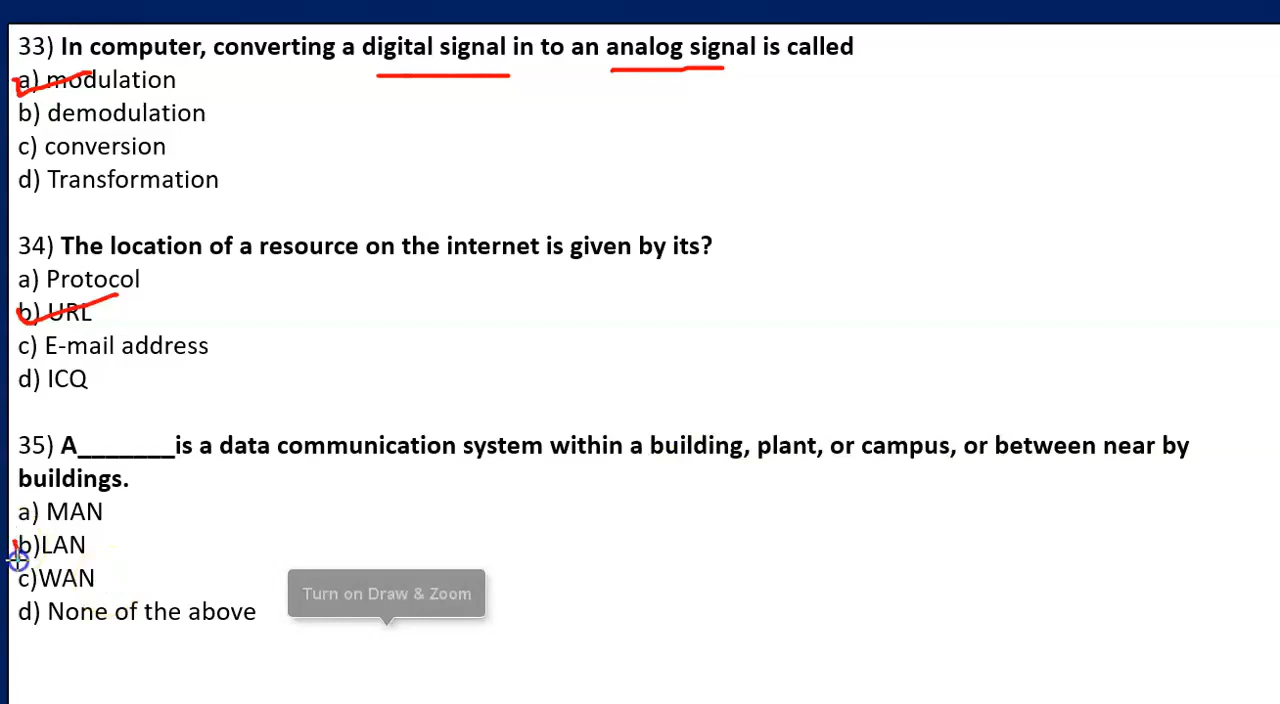 33) In computer, converting a digital signal in to an analog signal is called
a) modulation
b) demodulation
c) conversion
d) Transformation
34) The location of a resource on the internet is given by its?
a) Protocol
b) URL
c) E-mail address
d) ICQ
35) A_______is a data communication system within a building, plant, or campus, or between near by
buildings.
a) MAN
b)LAN
c)WAN
d) None of the above
Turn on Draw & Zoom